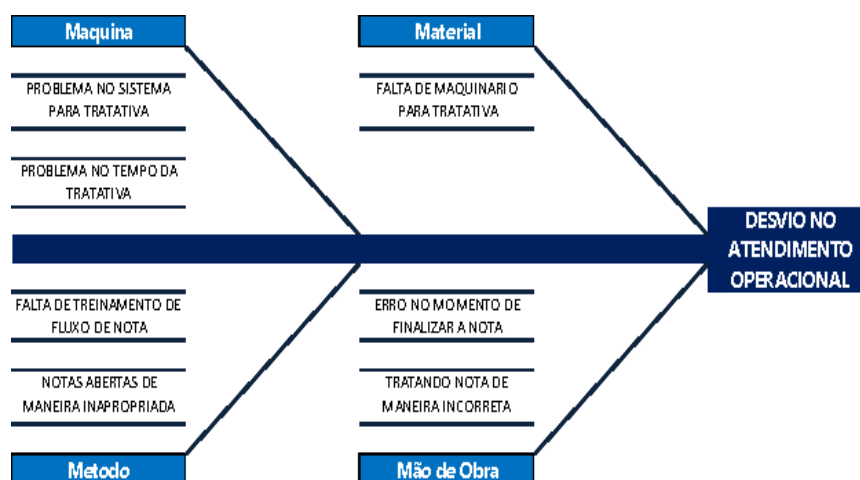 Maquina
PROBLEMA NO SISTEMA
PARA TRATATIVA
PROBLEMA NO TEMPO DA
TRATATIVA
Material
FALTA DE MAQUINARIO
PARA TRATATIVA
DESVIO NO
ATENDIMENTO
OPERACIONAL
FALTA DE TREINAMENTO DE
FLUXO DE NOTA
NOTAS ABERTAS DE
MANEIRA INAPROPRIADA
Metodo
ERRO NO MOMENTO DE
FINALIZAR A NOTA
TRATANDO NOTA DE
MANEIRA INCORRETA
Mão de Obra